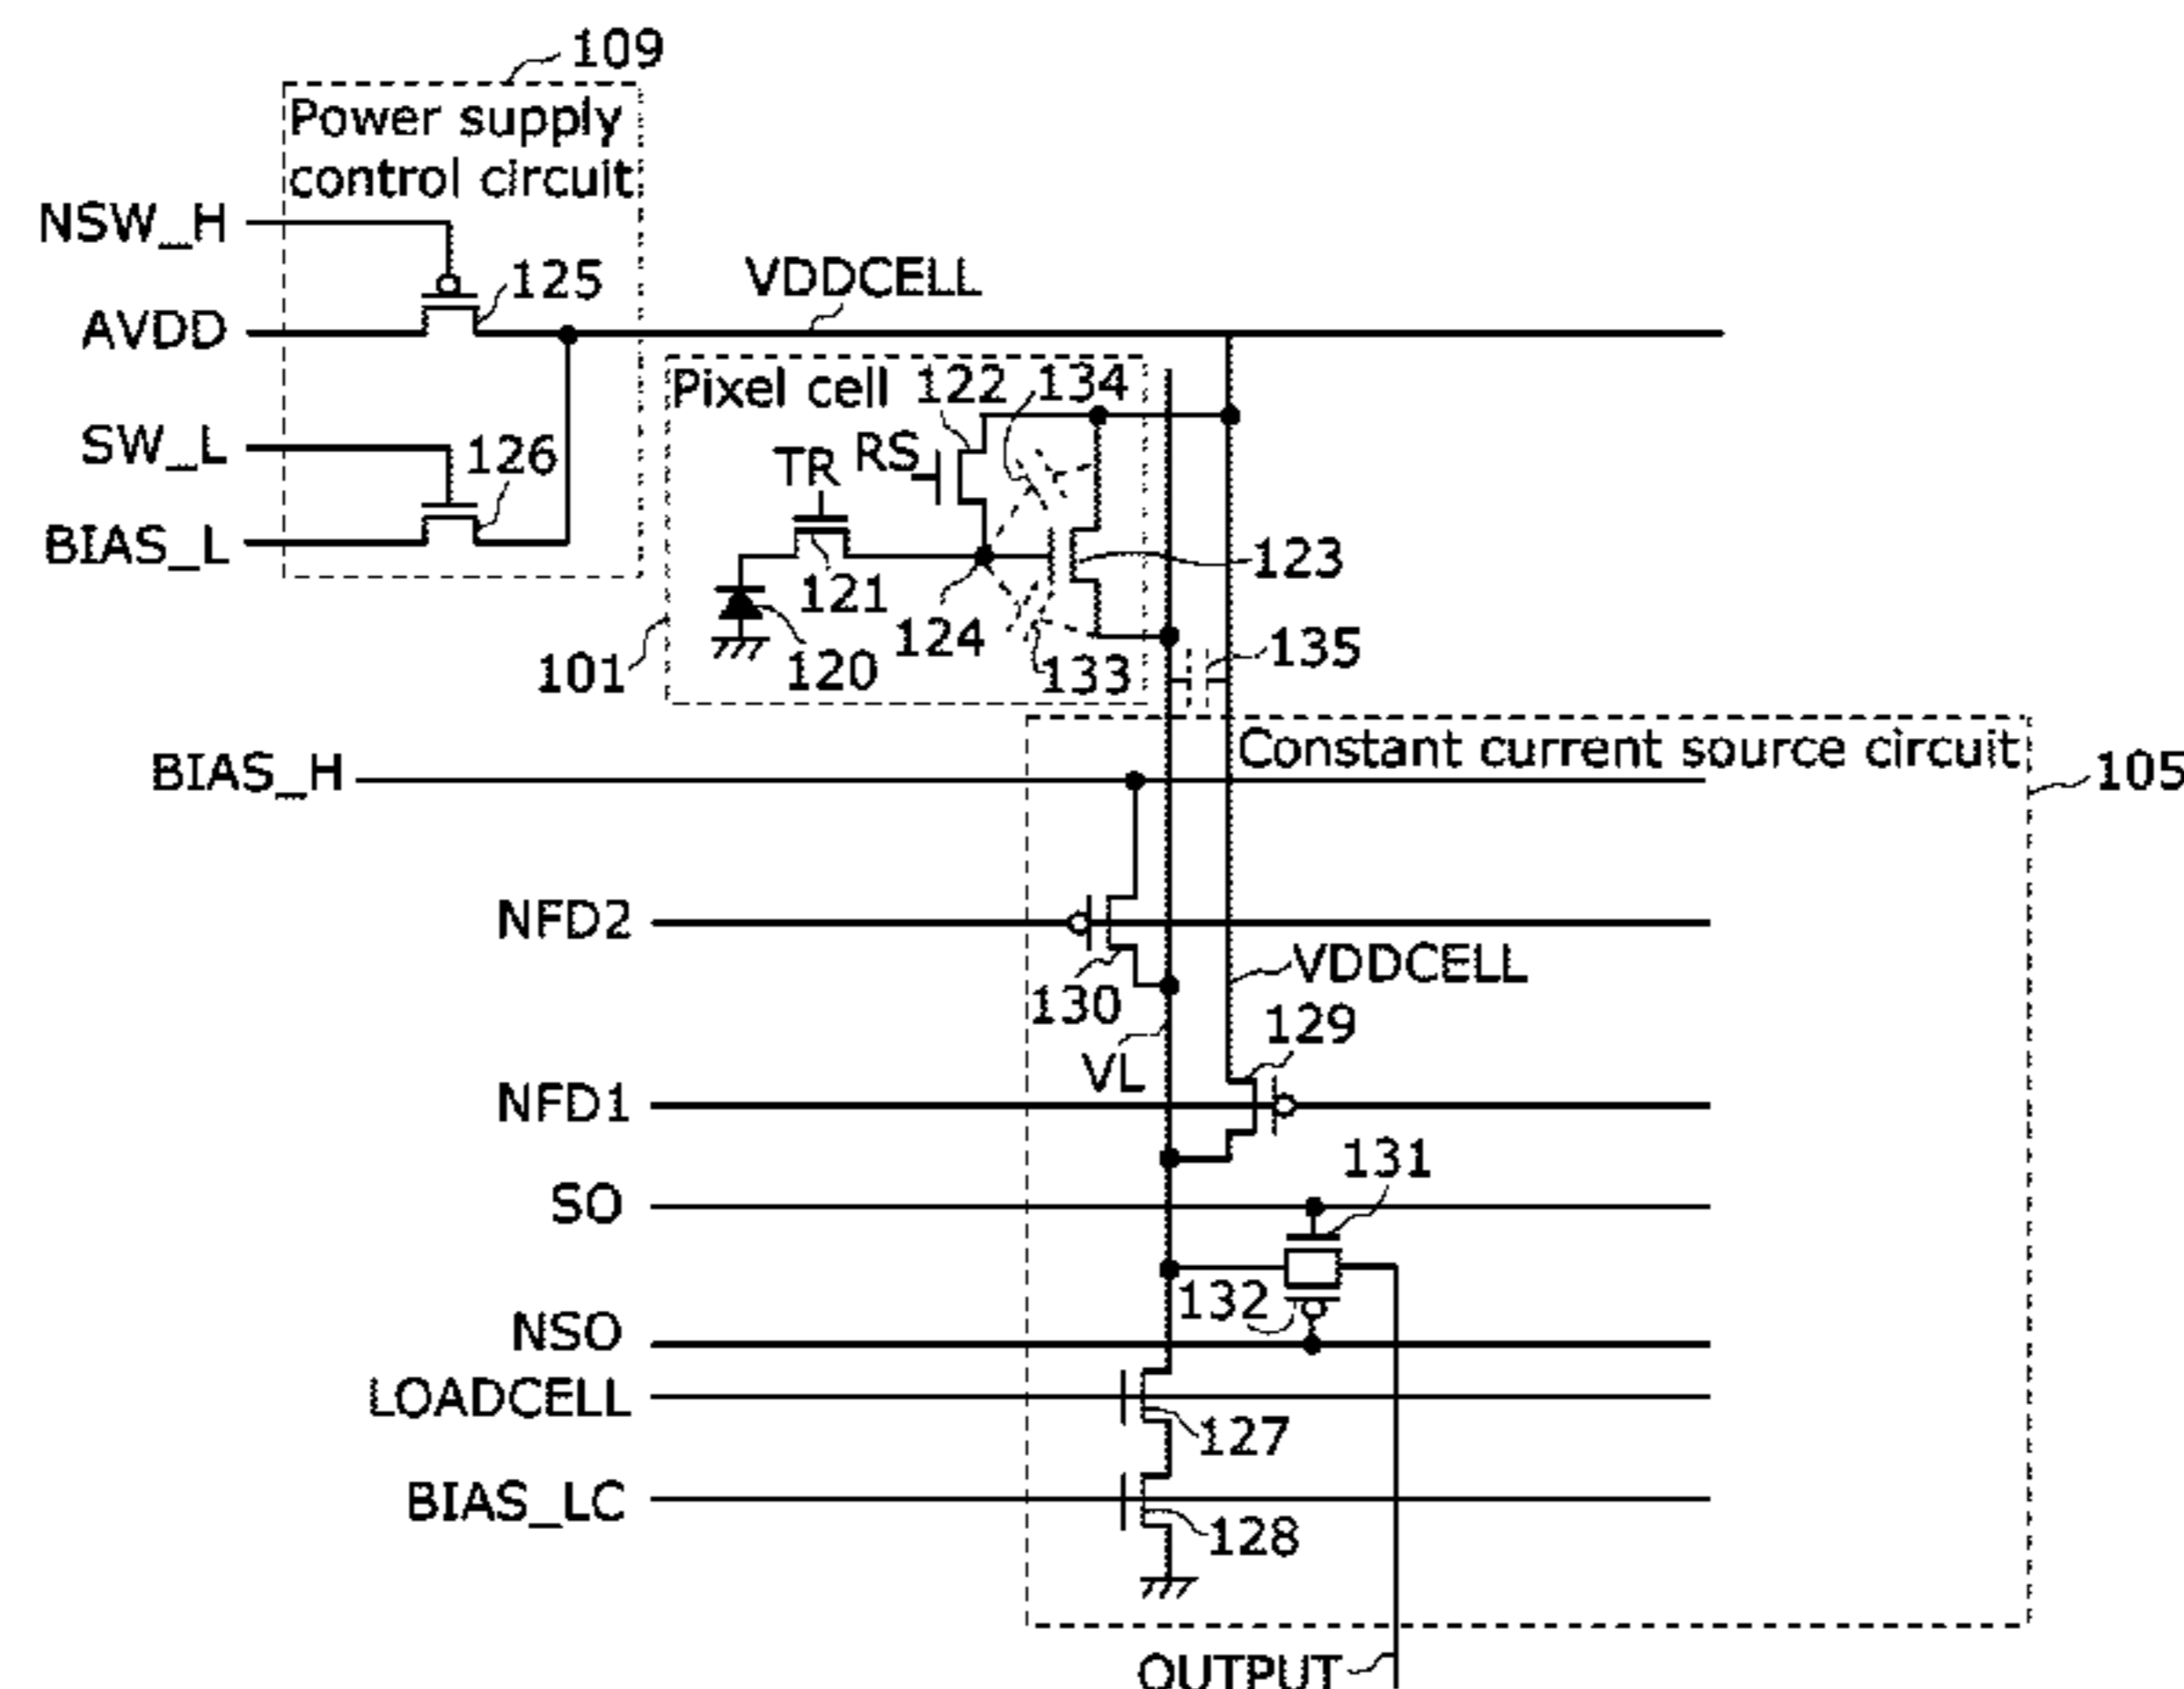 109
Power supply
control circuit
NSW_H
125
AVDD
VDDCELL
SW_L
126
BIAS_L
Pixel cell
122
134
RS
TR
123
121
124
120
133
135
101
Constant current source circuit
105
BIAS_H
NFD2
VDDCELL
130
129
VL
NFD1
131
SO
132
NSO
LOADCELL
127
BIAS_LC
128
OUTPUT